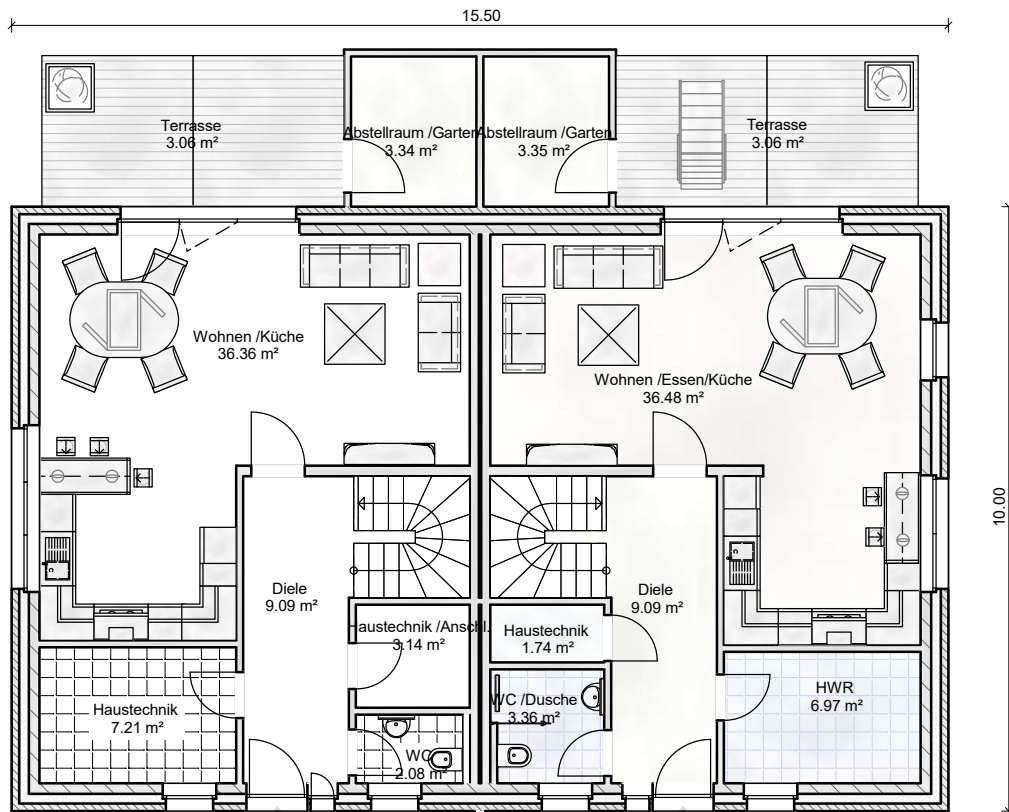 15.50
Terrasse
3.06 m²
Abstellraum /Garten
3.34 m²
Abstellraum /Garten
3.35 m²
Terrasse
3.06 m²
Wohnen /Küche
36.36 m²
Wohnen /Essen/Küche
36.48 m²
10.00
Diele
9.09 m²
Diele
9.09 m²
Haustechnik /Anschl.
3.14 m²
Haustechnik
1.74 m²
Haustechnik
7.21 m²
WC /Dusche
3.36 m²
HWR
6.97 m²
WC
2.08 m²